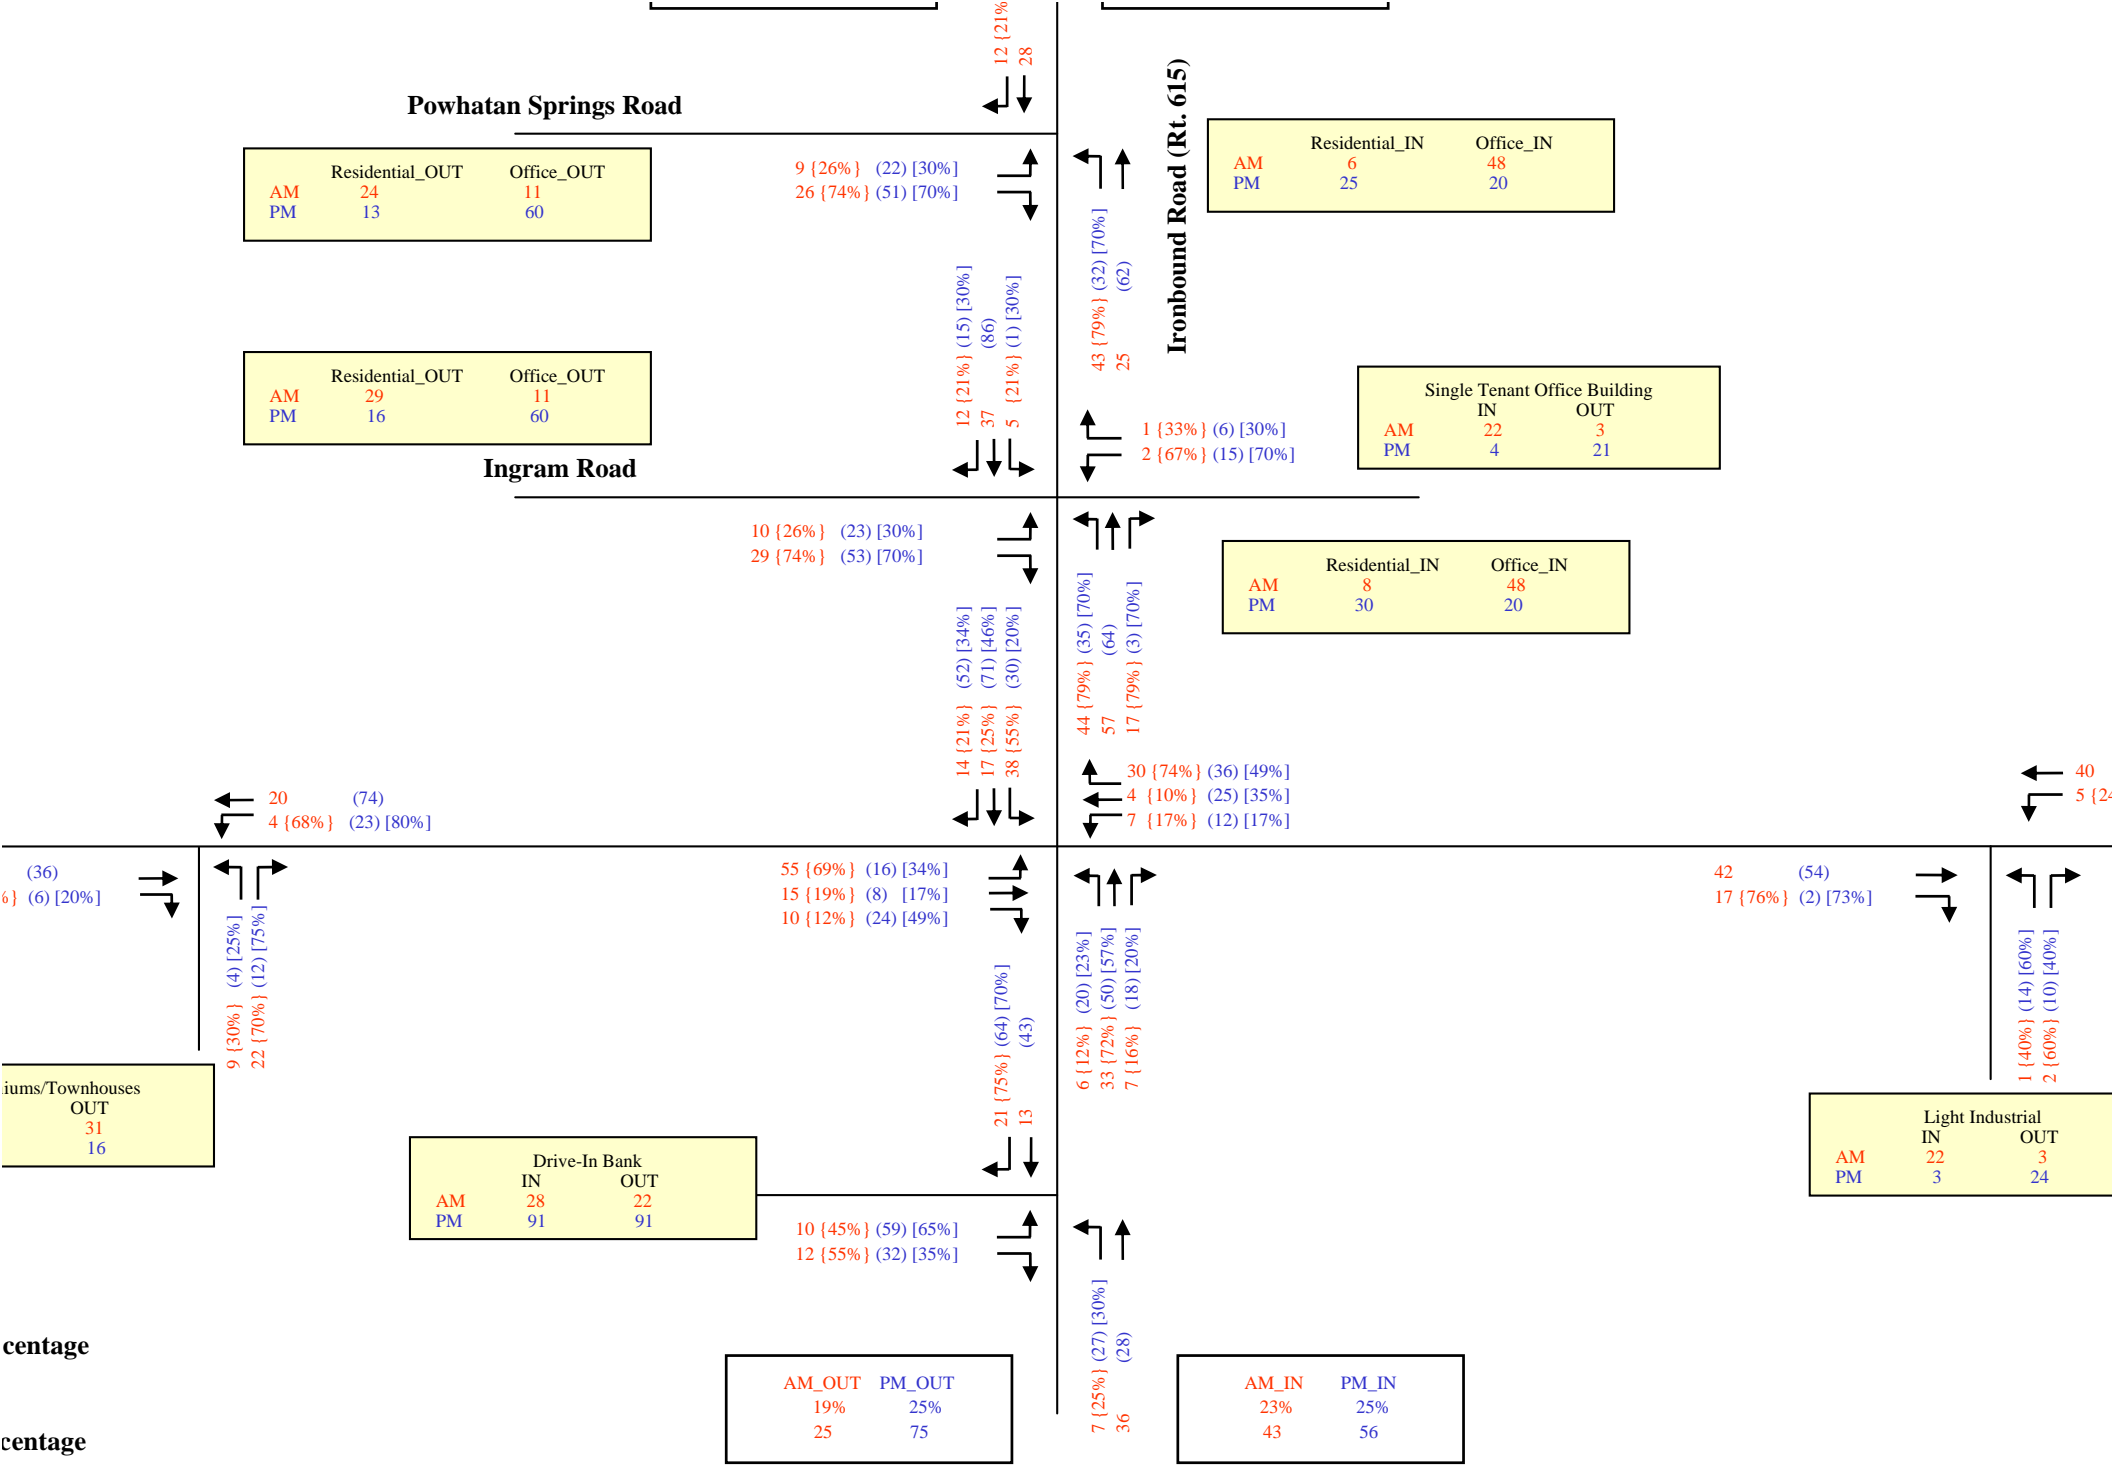 12 {21%
28
Powhatan Springs Road
Ironbound Road (Rt. 615)
Residential_OUT Office_OUT
AM 24 11
PM 13 60
9 {26%} (22) [30%]
26 {74%} (51) [70%]
Residential_IN Office_IN
AM 6 48
PM 25 20
43 {79%} (32) [70%]
25 (62)
12 {21%} (15) [30%]
37 (86)
5 {21%} (1) [30%]
Residential_OUT Office_OUT
AM 29 11
PM 16 60
Single Tenant Office Building
IN OUT
AM 22 3
PM 4 21
1 {33%} (6) [30%]
2 {67%} (15) [70%]
Ingram Road
10 {26%} (23) [30%]
29 {74%} (53) [70%]
Residential_IN Office_IN
AM 8 48
PM 30 20
44 {79%} (35) [70%]
57 (64)
17 {79%} (3) [70%]
14 {21%} (52) [34%]
17 {25%} (71) [46%]
38 {55%} (30) [20%]
30 {74%} (36) [49%]
4 {10%} (25) [35%]
7 {17%} (12) [17%]
20 (74)
4 {68%} (23) [80%]
40
5 {24
(36)
%} (6) [20%]
55 {69%} (16) [34%]
15 {19%} (8) [17%]
10 {12%} (24) [49%]
42 (54)
17 {76%} (2) [73%]
9 {30%} (4) [25%]
22 {70%} (12) [75%]
6 {12%} (20) [23%]
33 {72%} (50) [57%]
7 {16%} (18) [20%]
1 {40%} (14) [60%]
2 {60%} (10) [40%]
21 {75%} (64) [70%]
13 (43)
iums/Townhouses
OUT
31
16
Drive-In Bank
IN OUT
AM 28 22
PM 91 91
Light Industrial
IN OUT
AM 22 3
PM 3 24
10 {45%} (59) [65%]
12 {55%} (32) [35%]
7 {25%} (27) [30%]
36 (28)
centage
centage
AM_OUT PM_OUT
19% 25%
25 75
AM_IN PM_IN
23% 25%
43 56